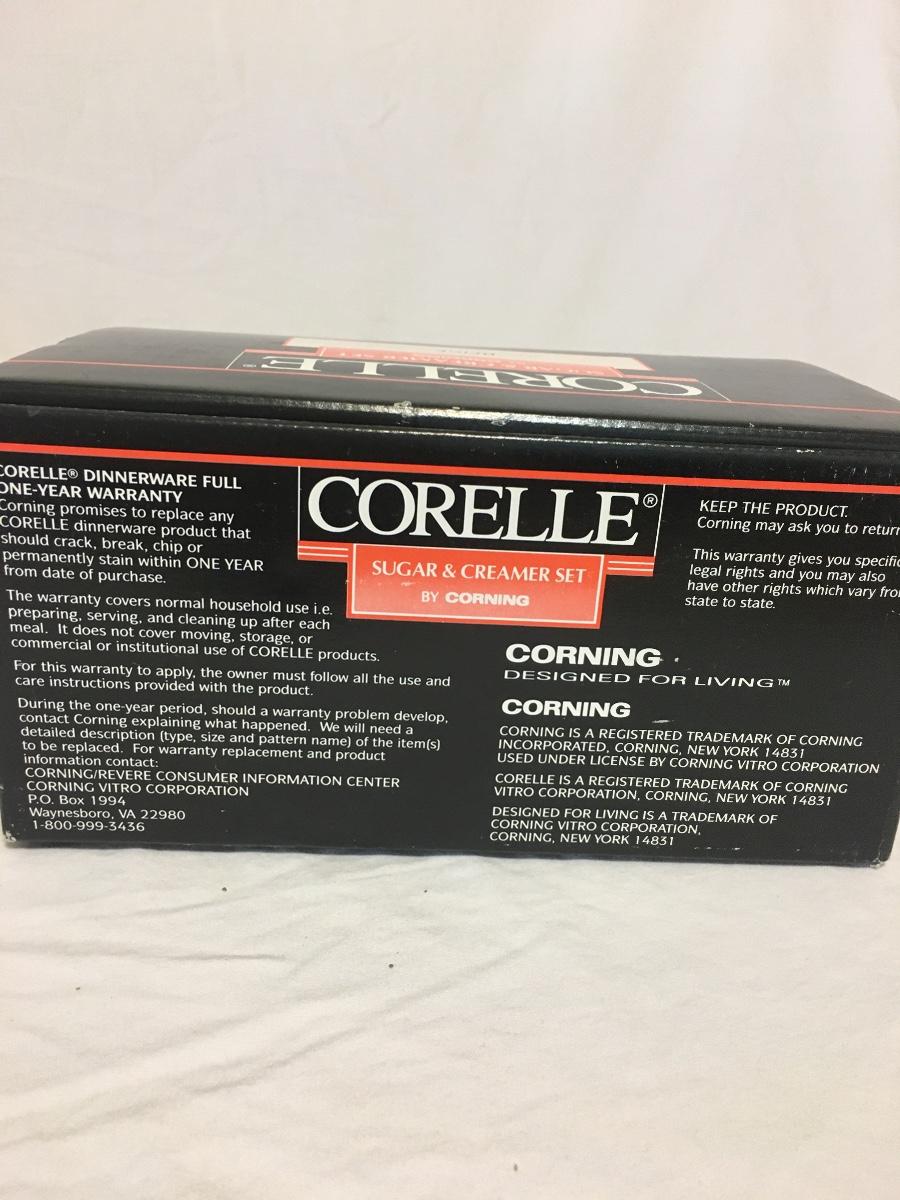 CORELLE®
SUGAR & CREAMER SET
CORELLE® DINNERWARE FULL
ONE-YEAR WARRANTY
Corning promises to replace any
CORELLE dinnerware product that
should crack, break, chip or
permanently stain within ONE YEAR
from date of purchase.
The warranty covers normal household use i.e.
preparing, serving, and cleaning up after each
meal. It does not cover moving, storage, or
commercial or institutional use of CORELLE products.
For this warranty to apply, the owner must follow all the use and
care instructions provided with the product.
During the one-year period, should a warranty problem develop,
contact Corning explaining what happened. We will need a
detailed description (type, size and pattern name) of the item(s)
to be replaced. For warranty replacement and product
information contact:
CORNING/REVERE CONSUMER INFORMATION CENTER
CORNING VITRO CORPORATION
P.O. Box 1994
Waynesboro, VA 22980
1-800-999-3436
CORELLE®
SUGAR & CREAMER SET
BY CORNING
KEEP THE PRODUCT.
Corning may ask you to return
This warranty gives you specific
legal rights and you may also
have other rights which vary from
state to state.
CORNING
DESIGNED FOR LIVING™
CORNING
CORNING IS A REGISTERED TRADEMARK OF CORNING
INCORPORATED, CORNING, NEW YORK 14831
USED UNDER LICENSE BY CORNING VITRO CORPORATION
CORELLE IS A REGISTERED TRADEMARK OF CORNING
VITRO CORPORATION, CORNING, NEW YORK 14831
DESIGNED FOR LIVING IS A TRADEMARK OF
CORNING VITRO CORPORATION,
CORNING, NEW YORK 14831